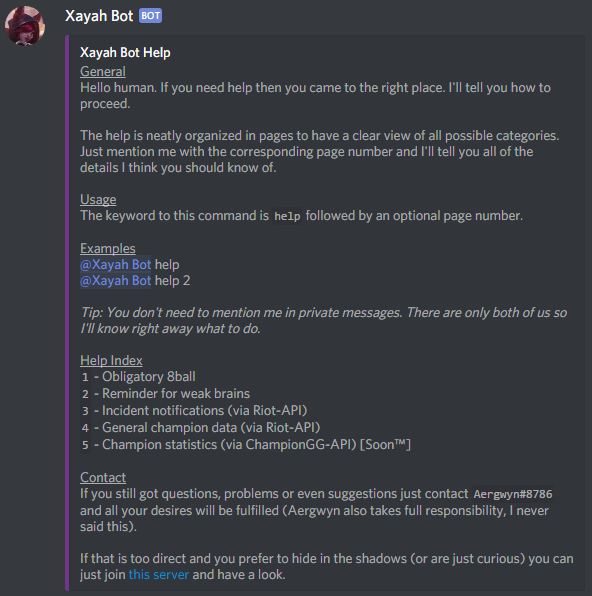 Xayah Bot BOT
Xayah Bot Help
General
Hello human. If you need help then you came to the right place. I'll tell you how to
proceed.
The help is neatly organized in pages to have a clear view of all possible categories.
Just mention me with the corresponding page number and I'll tell you all of the
details I think you should know of.
Usage
The keyword to this command is help followed by an optional page number.
Examples
@Xayah Bot help
@Xayah Bot help 2
Tip: You don't need to mention me in private messages. There are only both of us so
I'll know right away what to do.
Help Index
1 - Obligatory 8ball
2 - Reminder for weak brains
3 - Incident notifications (via Riot-API)
4 - General champion data (via Riot-API)
5 - Champion statistics (via ChampionGG-API) [Soon™]
Contact
If you still got questions, problems or even suggestions just contact Aergwyn#8786
and all your desires will be fulfilled (Aergwyn also takes full responsibility, I never
said this).
If that is too direct and you prefer to hide in the shadows (or are just curious) you can
just join this server and have a look.